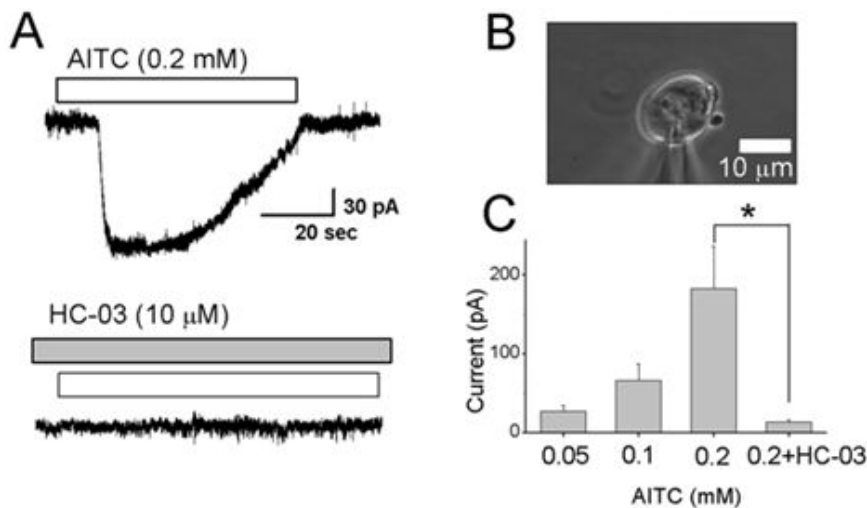 A
AITC (0.2 mM)
30 pA
20 sec
HC-03 (10 μM)
B
10 μm
C
*
Current (pA)
200
100
0
0.05 0.1 0.2 0.2+HC-03
AITC (mM)